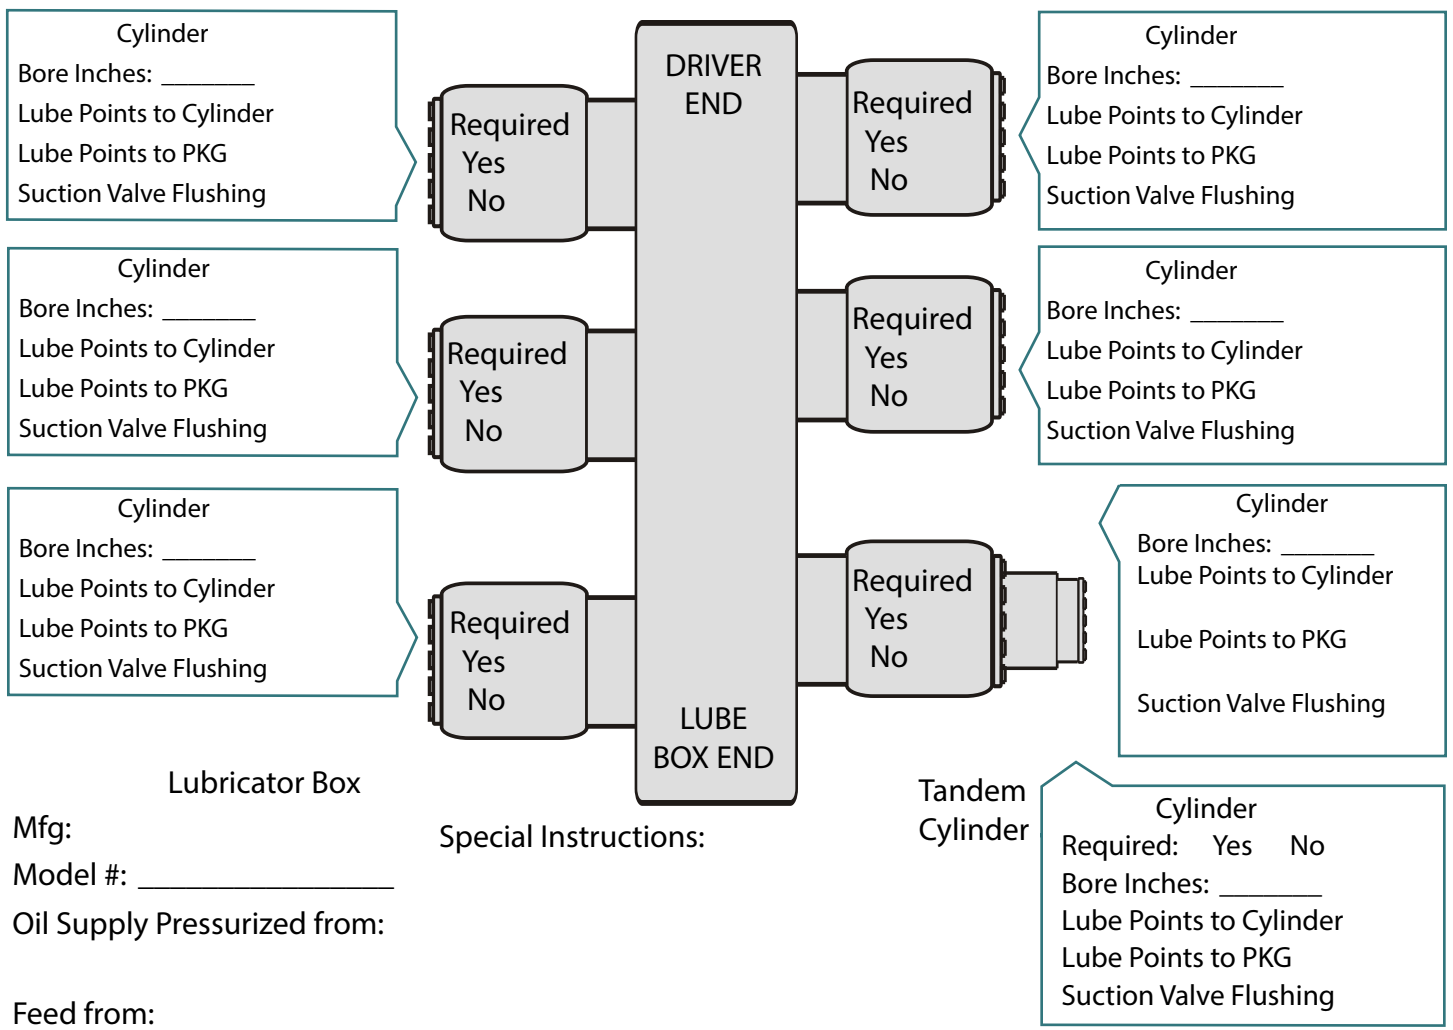 Cylinder
Bore Inches: _______
Lube Points to Cylinder
Lube Points to PKG
Suction Valve Flushing
Required
Yes
No
DRIVER
END
Required
Yes
No
Cylinder
Bore Inches: _______
Lube Points to Cylinder
Lube Points to PKG
Suction Valve Flushing
Cylinder
Bore Inches: _______
Lube Points to Cylinder
Lube Points to PKG
Suction Valve Flushing
Required
Yes
No
Required
Yes
No
Cylinder
Bore Inches: _______
Lube Points to Cylinder
Lube Points to PKG
Suction Valve Flushing
Cylinder
Bore Inches: _______
Lube Points to Cylinder
Lube Points to PKG
Suction Valve Flushing
Required
Yes
No
LUBE
BOX END
Required
Yes
No
Cylinder
Bore Inches: _______
Lube Points to Cylinder
Lube Points to PKG
Suction Valve Flushing
Lubricator Box
Mfg:
Model #: ________________
Oil Supply Pressurized from:
Feed from:
Special Instructions:
Tandem
Cylinder
Cylinder
Required: Yes No
Bore Inches: _______
Lube Points to Cylinder
Lube Points to PKG
Suction Valve Flushing